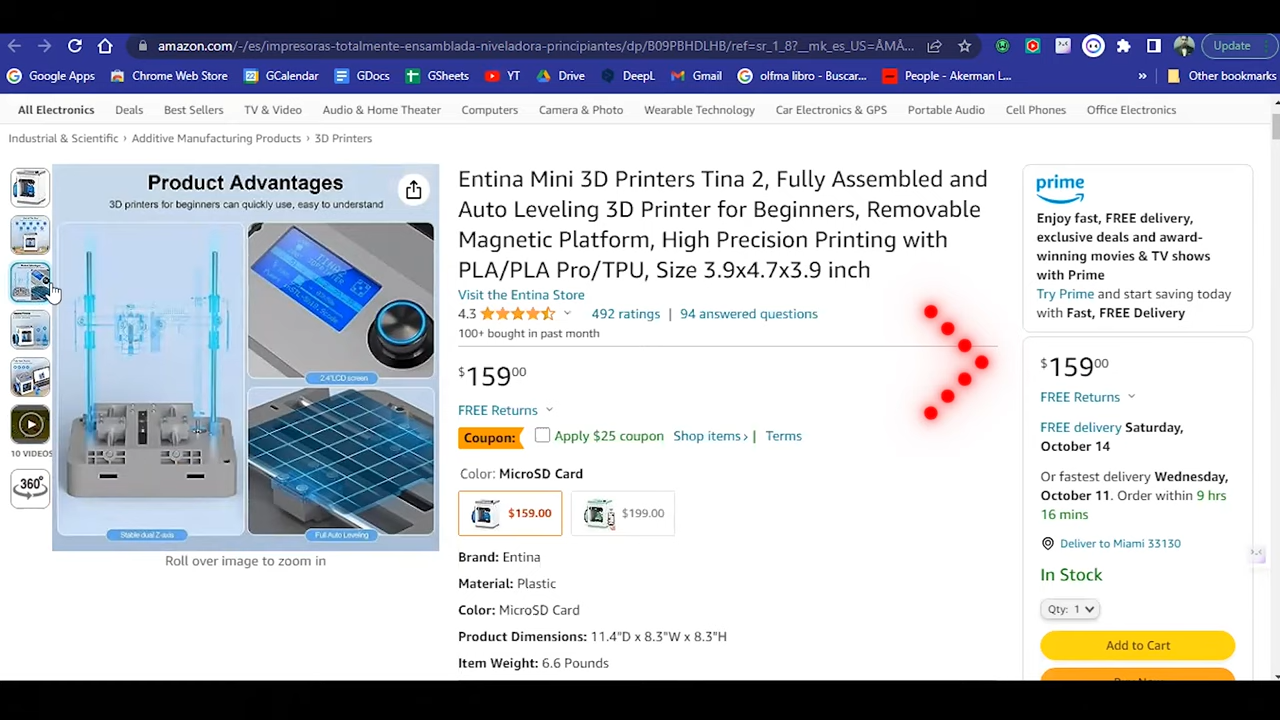 amazon.com/-/es/impresoras-totalmente-ensamblada-niveladora-principiantes/dp/B09PBHDLHB/ref=sr_1_8?__mk_es_US=ÅMÅ...
Update
Google Apps
Chrome Web Store
GCalendar
GDocs
GSheets
YT
Drive
DeepL
Gmail
olfma libro - Buscar...
People - Akerman l...
»
Other bookmarks
All Electronics
Deals
Best Sellers
TV & Video
Audio & Home Theater
Computers
Camera & Photo
Wearable Technology
Car Electronics & GPS
Portable Audio
Cell Phones
Office Electronics
Industrial & Scientific › Additive Manufacturing Products › 3D Printers
Product Advantages
3D printers for beginners can quickly use, easy to understand
2.4"LCD screen
Stable dual Z-axis
Full Auto Leveling
10 VIDEOS
360°
Roll over image to zoom in
Entina Mini 3D Printers Tina 2, Fully Assembled and
Auto Leveling 3D Printer for Beginners, Removable
Magnetic Platform, High Precision Printing with
PLA/PLA Pro/TPU, Size 3.9x4.7x3.9 inch
Visit the Entina Store
4.3
492 ratings | 94 answered questions
100+ bought in past month
$15900
FREE Returns
Coupon: Apply $25 coupon Shop items › | Terms
Color: MicroSD Card
$159.00
$199.00
Brand: Entina
Material: Plastic
Color: MicroSD Card
Product Dimensions: 11.4"D x 8.3"W x 8.3"H
Item Weight: 6.6 Pounds
prime
Enjoy fast, FREE delivery,
exclusive deals and award-
winning movies & TV shows
with Prime
Try Prime and start saving today
with Fast, FREE Delivery
$15900
FREE Returns
FREE delivery Saturday,
October 14
Or fastest delivery Wednesday,
October 11. Order within 9 hrs
16 mins
Deliver to Miami 33130
In Stock
Qty: 1
Add to Cart